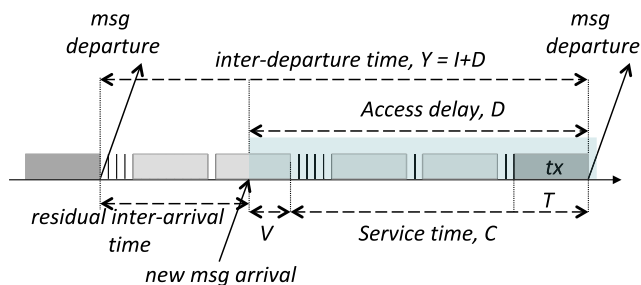 msg
departure
msg
departure
inter-departure time, Y = I+D
Access delay, D
tx
residual inter-arrival
time
V
Service time, C
T
new msg arrival